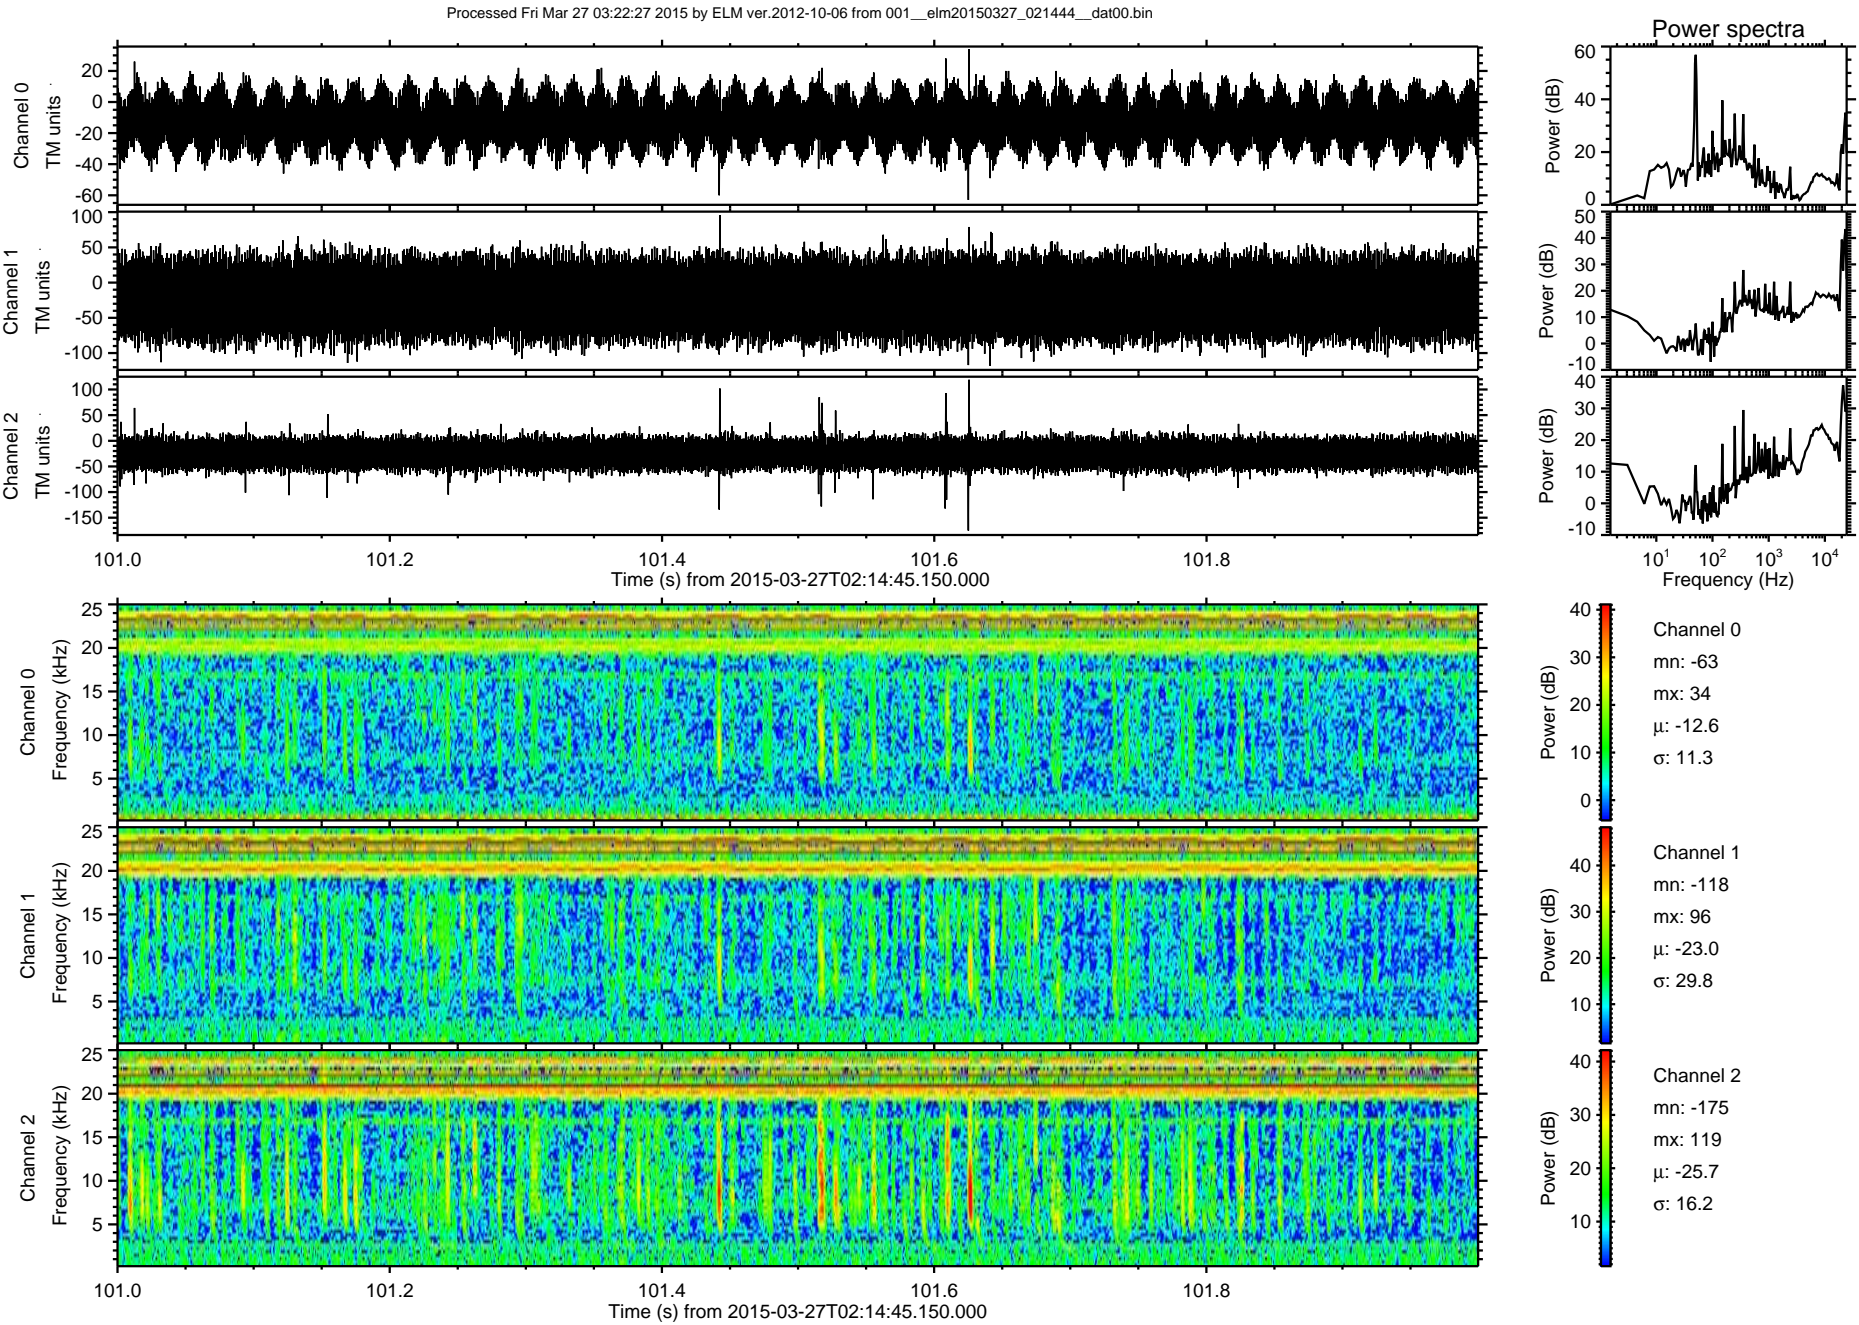 Processed Fri Mar 27 03:22:27 2015 by ELM ver.2012-10-06 from 001__elm20150327_021444__dat00.bin
Power spectra
Channel 0
TM units
20
0
-20
-40
-60
Power (dB)
60
40
20
0
Channel 1
TM units
100
50
0
-50
-100
Power (dB)
50
40
30
20
10
0
-10
Channel 2
TM units
100
50
0
-50
-100
-150
Power (dB)
40
30
20
10
0
-10
101.0 101.2 101.4 101.6 101.8
Time (s) from 2015-03-27T02:14:45.150.000
10^1 10^2 10^3 10^4
Frequency (Hz)
Channel 0
Frequency (kHz)
25
20
15
10
5
Power (dB)
40
30
20
10
0
Channel 0
mn: -63
mx: 34
μ: -12.6
σ: 11.3
Channel 1
Frequency (kHz)
25
20
15
10
5
Power (dB)
40
30
20
10
Channel 1
mn: -118
mx: 96
μ: -23.0
σ: 29.8
Channel 2
Frequency (kHz)
25
20
15
10
5
Power (dB)
40
30
20
10
Channel 2
mn: -175
mx: 119
μ: -25.7
σ: 16.2
101.0 101.2 101.4 101.6 101.8
Time (s) from 2015-03-27T02:14:45.150.000